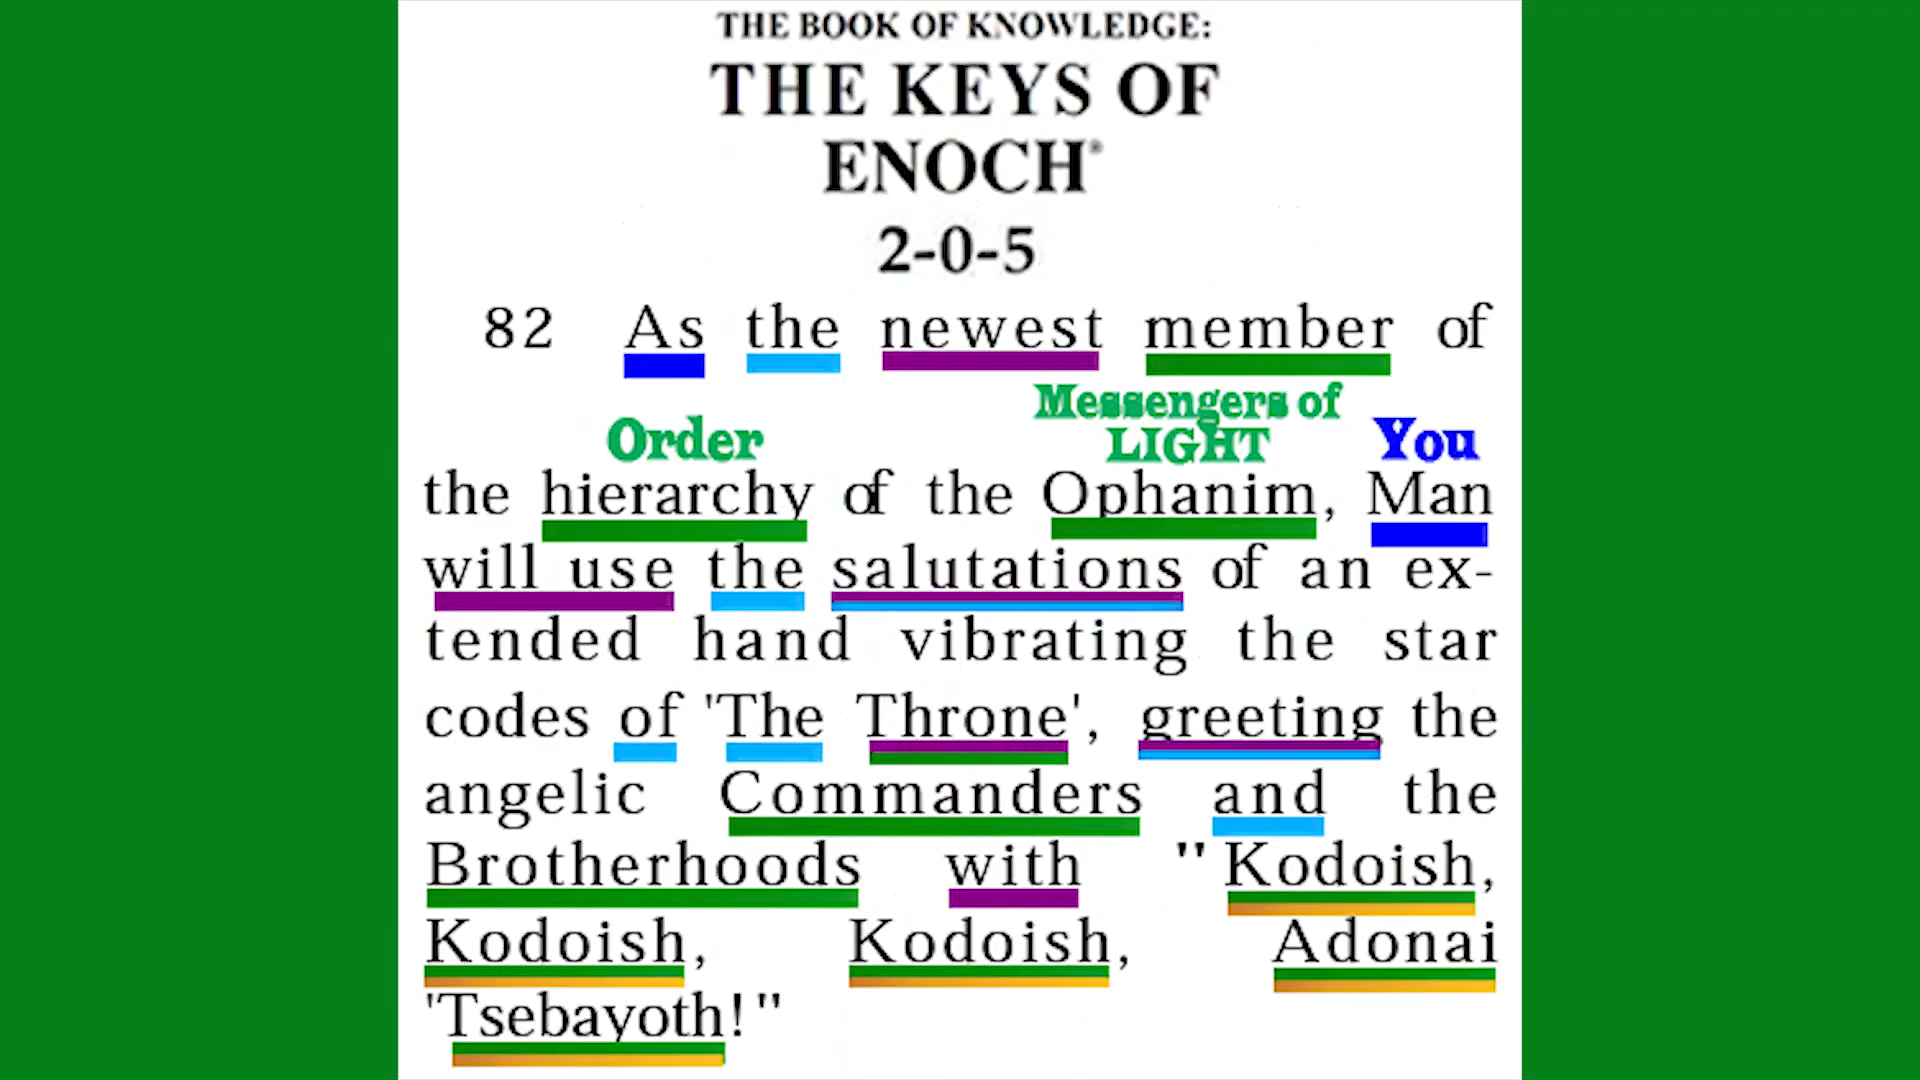 THE BOOK OF KNOWLEDGE:
THE KEYS OF
ENOCH®
2-0-5
82 As the newest member of
Order Messengers of LIGHT You
the hierarchy of the Ophanim, Man
will use the salutations of an ex-
tended hand vibrating the star
codes of 'The Throne', greeting the
angelic Commanders and the
Brotherhoods with "Kodoish,
Kodoish, Kodoish, Adonai
'Tsebayoth!"